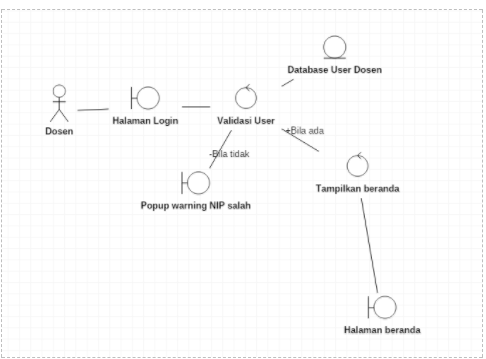 Database User Dosen
Dosen
Halaman Login
Validasi User
+Bila ada
-Bila tidak
Tampilkan beranda
Popup warning NIP salah
Halaman beranda